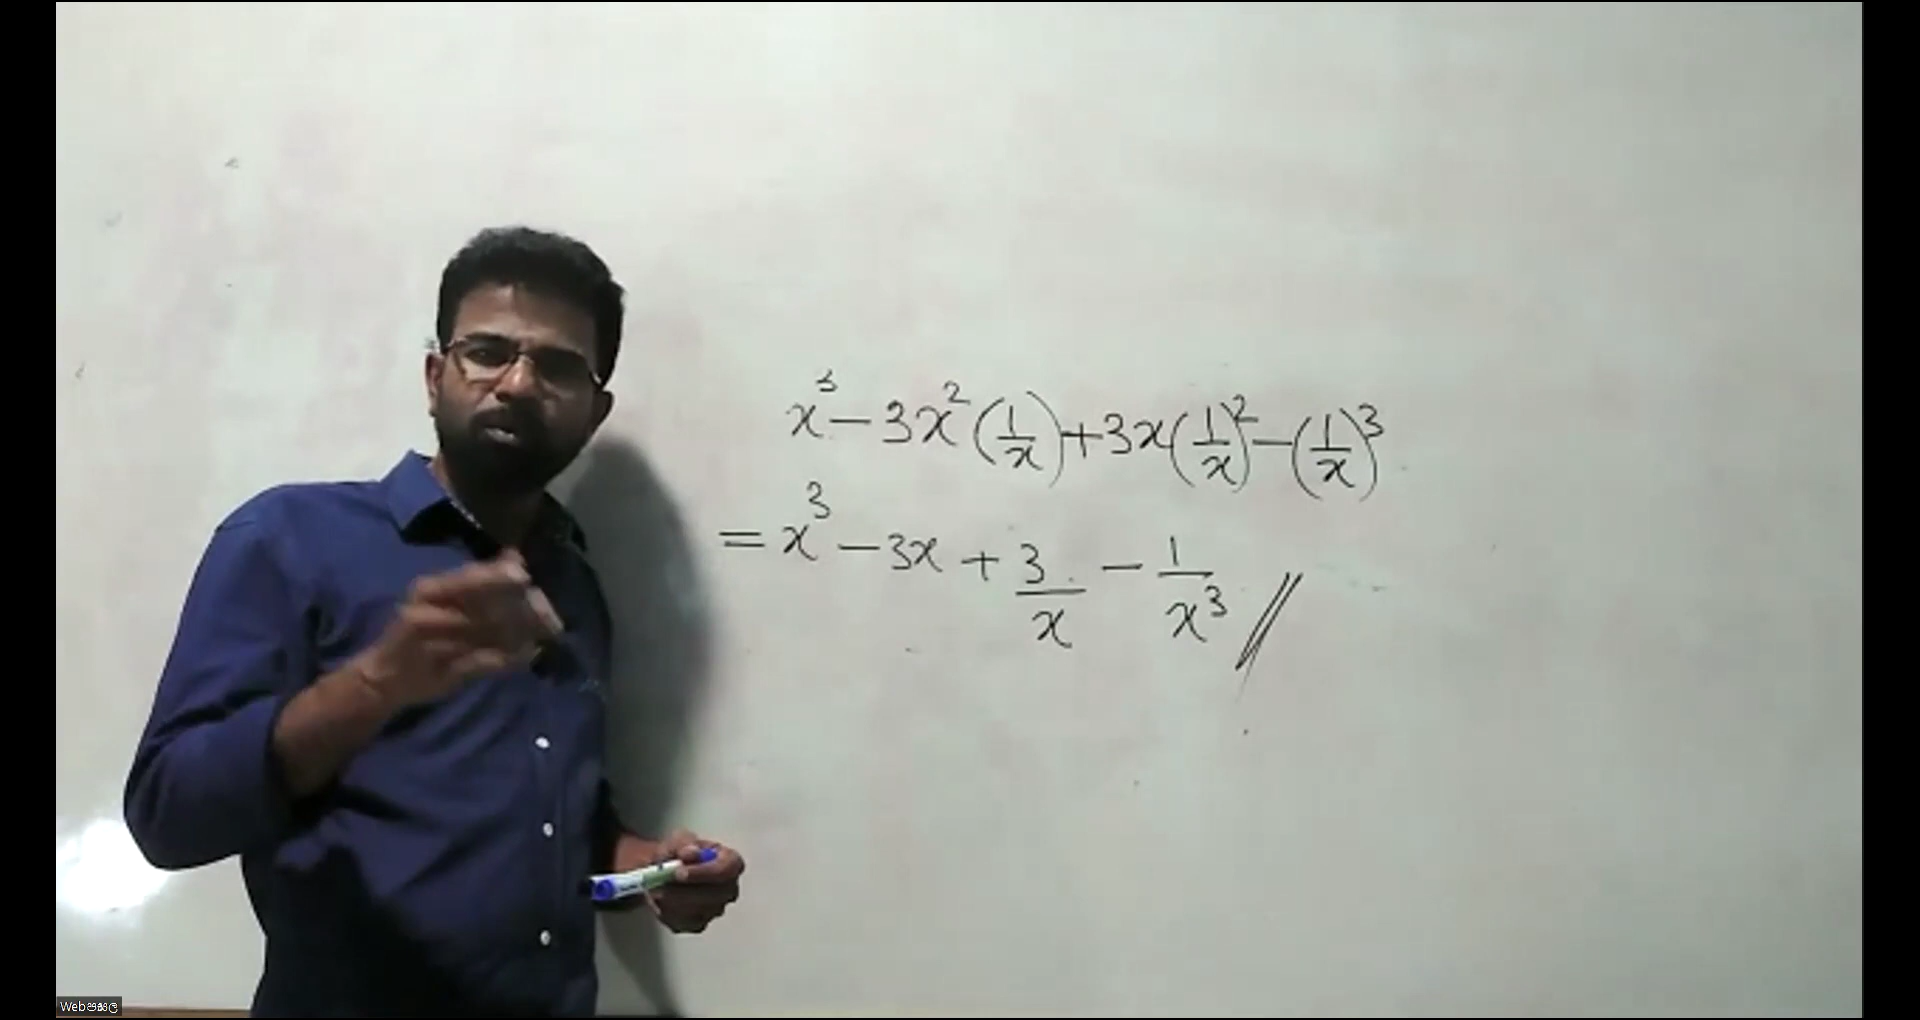 x³ - 3x² (1/x) + 3x (1/x)² - (1/x)³
= x³ - 3x + 3/x - 1/x³ //